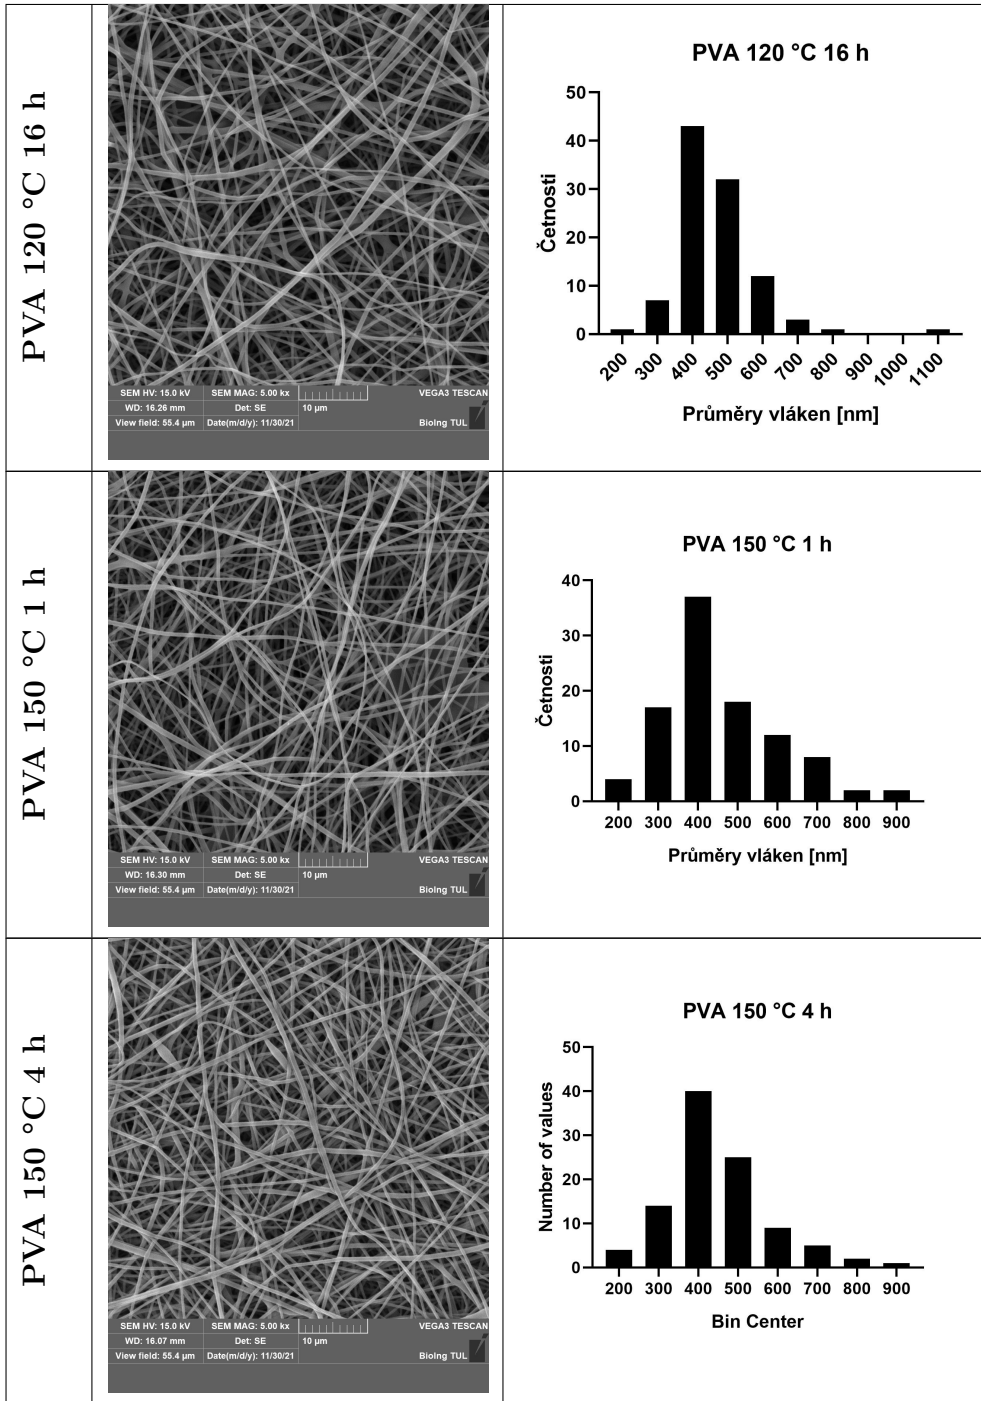 PVA 120 °C 16 h
SEM HV: 15.0 kV SEM MAG: 5.00 kx VEGA3 TESCAN
WD: 16.26 mm Det: SE 10 µm
View field: 55.4 µm Date(m/d/y): 11/30/21 BioIng TUL
PVA 120 °C 16 h
50
40
30
20
10
0
Četnosti
200 300 400 500 600 700 800 900 1000 1100
Průměry vláken [nm]
PVA 150 °C 1 h
SEM HV: 15.0 kV SEM MAG: 5.00 kx VEGA3 TESCAN
WD: 16.30 mm Det: SE 10 µm
View field: 55.4 µm Date(m/d/y): 11/30/21 BioIng TUL
PVA 150 °C 1 h
40
30
20
10
0
Četnosti
200 300 400 500 600 700 800 900
Průměry vláken [nm]
PVA 150 °C 4 h
SEM HV: 15.0 kV SEM MAG: 5.00 kx VEGA3 TESCAN
WD: 16.07 mm Det: SE 10 µm
View field: 55.4 µm Date(m/d/y): 11/30/21 BioIng TUL
PVA 150 °C 4 h
50
40
30
20
10
0
Number of values
200 300 400 500 600 700 800 900
Bin Center